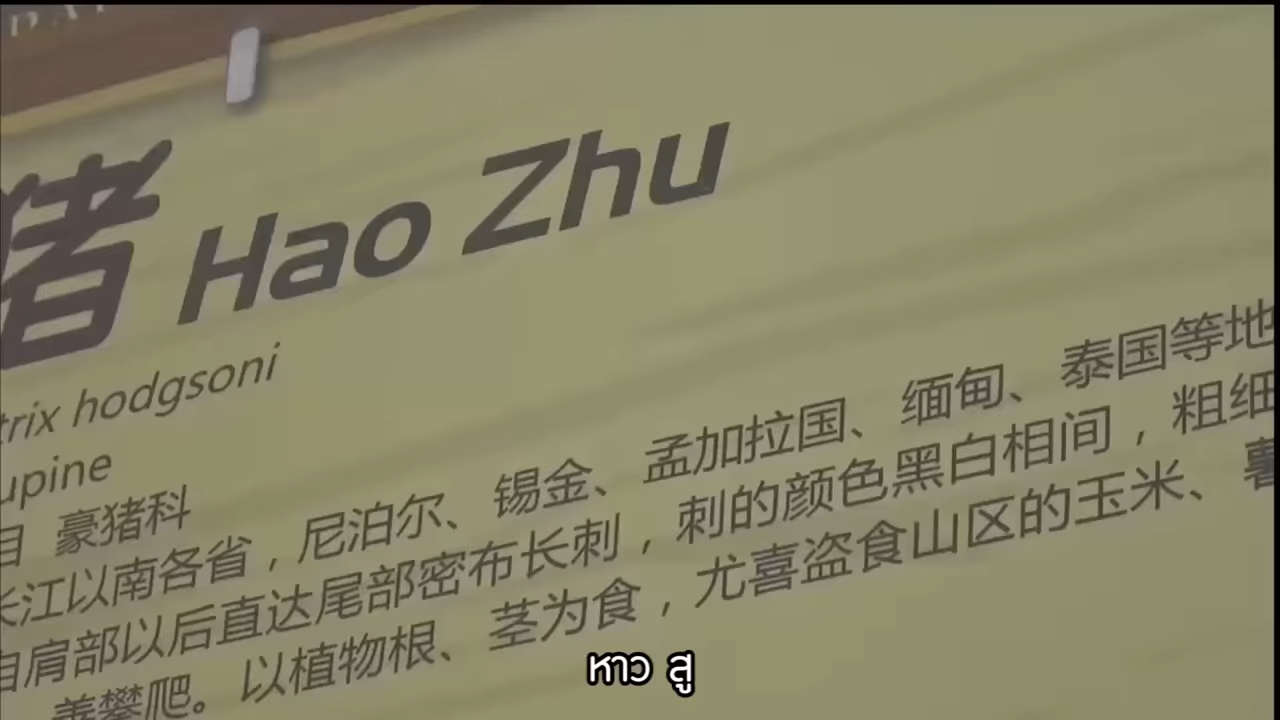 猪 Hao Zhu
trix hodgsoni
upine
目 豪猪科
长江以南各省，尼泊尔、锡金、孟加拉国、缅甸、泰国等地
自肩部以后直达尾部密布长刺，刺的颜色黑白相间，粗细
善攀爬。以植物根、茎为食，尤喜盗食山区的玉米、薯
หาว สู